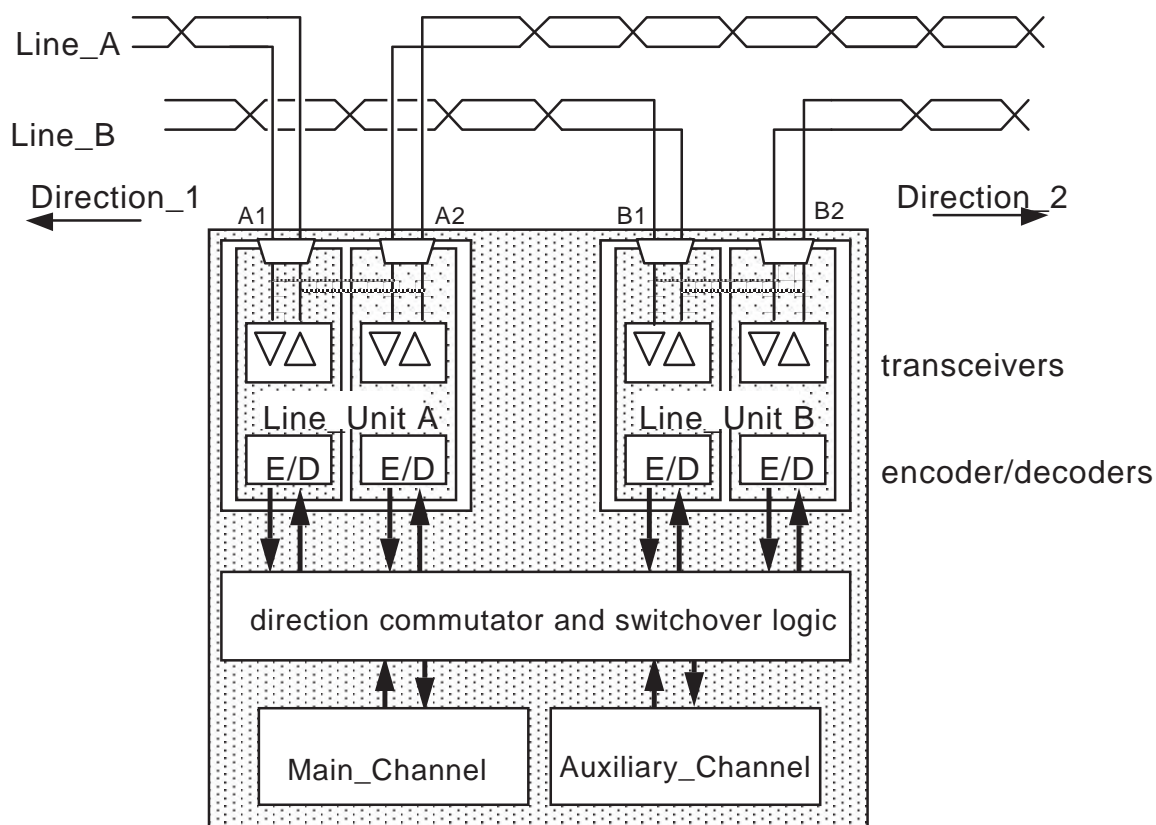 Line_A
Line_B
Direction_1
Direction_2
A1
A2
B1
B2
transceivers
Line_Unit A
Line_Unit B
E/D
E/D
E/D
E/D
encoder/decoders
direction commutator and switchover logic
Main_Channel
Auxiliary_Channel